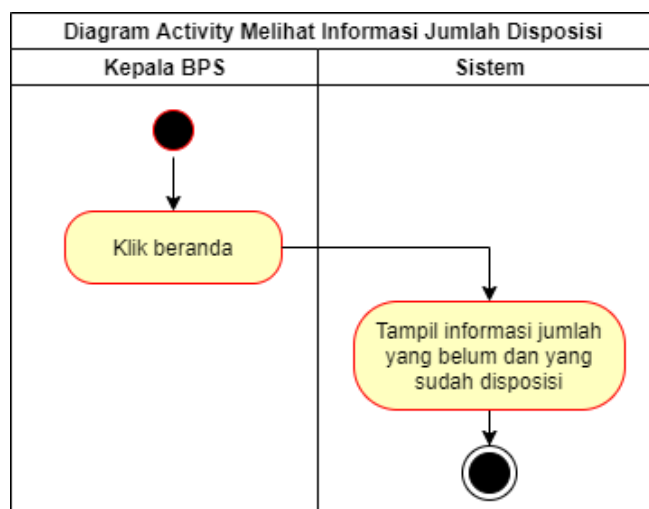 Diagram Activity Melihat Informasi Jumlah Disposisi
Kepala BPS
Sistem
Klik beranda
Tampil informasi jumlah
yang belum dan yang
sudah disposisi